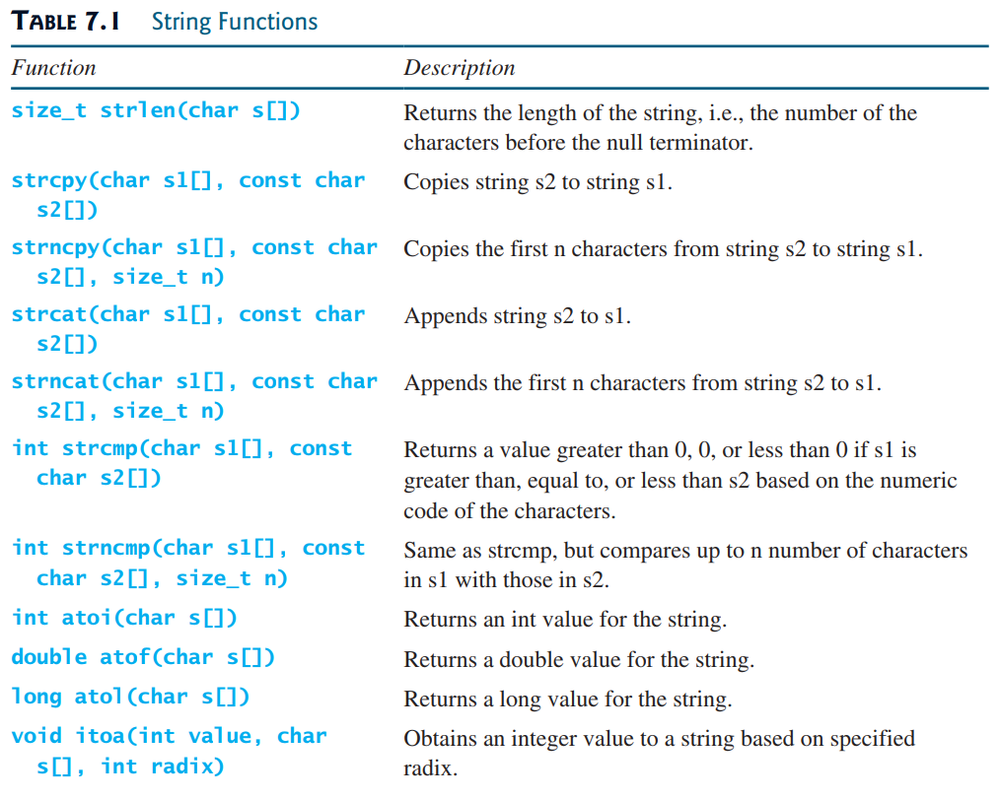 TABLE 7.1 String Functions
Function Description
size_t strlen(char s[]) Returns the length of the string, i.e., the number of the
characters before the null terminator.
strcpy(char s1[], const char Copies string s2 to string s1.
s2[])
strncpy(char s1[], const char Copies the first n characters from string s2 to string s1.
s2[], size_t n)
strcat(char s1[], const char Appends string s2 to s1.
s2[])
strncat(char s1[], const char Appends the first n characters from string s2 to s1.
s2[], size_t n)
int strcmp(char s1[], const Returns a value greater than 0, 0, or less than 0 if s1 is
char s2[]) greater than, equal to, or less than s2 based on the numeric
code of the characters.
int strncmp(char s1[], const Same as strcmp, but compares up to n number of characters
char s2[], size_t n) in s1 with those in s2.
int atoi(char s[]) Returns an int value for the string.
double atof(char s[]) Returns a double value for the string.
long atol(char s[]) Returns a long value for the string.
void itoa(int value, char Obtains an integer value to a string based on specified
s[], int radix) radix.